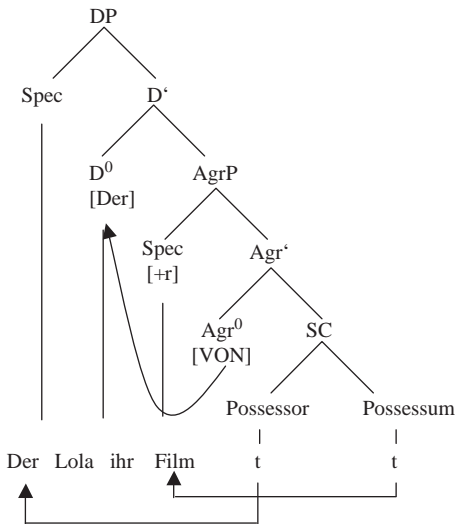 DP
Spec D‘
D0 AgrP
[Der]
Spec Agr‘
[+r]
Agr0 SC
[VON]
Possessor Possessum
Der Lola ihr Film t t